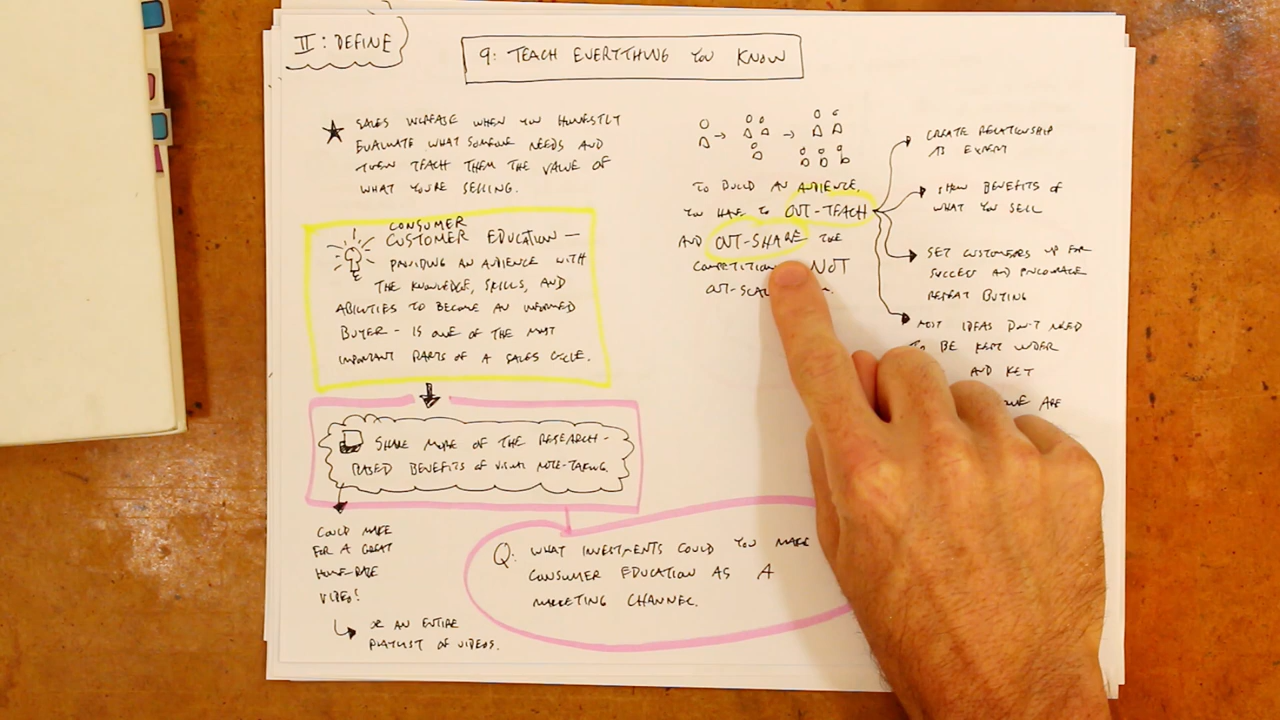 II: DEFINE
9: TEACH EVERYTHING YOU KNOW
SALES INCREASE WHEN YOU HONESTLY
EVALUATE WHAT SOMEONE NEEDS AND
THEN TEACH THEM THE VALUE OF
WHAT YOU'RE SELLING.
CONSUMER
CUSTOMER EDUCATION —
PROVIDING AN AUDIENCE WITH
THE KNOWLEDGE, SKILLS, AND
ABILITIES TO BECOME AN INFORMED
BUYER - IS ONE OF THE MOST
IMPORTANT PARTS OF A SALES CYCLE.
SHARE MORE OF THE RESEARCH-
BASED BENEFITS OF VISUAL NOTE-TAKING.
COULD MAKE
FOR A GREAT
VIDEO!
OR AN ENTIRE
PLAYLIST OF VIDEOS.
Q: WHAT INVESTMENTS COULD YOU MAKE
CONSUMER EDUCATION AS A
MARKETING CHANNEL.
TO BUILD AN AUDIENCE,
YOU HAVE TO OUT-TEACH
AND OUT-SHARE THE
NOT
CREATE RELATIONSHIP
AS EXPERT
SHOW BENEFITS OF
WHAT YOU SELL
SET CUSTOMERS UP FOR
SUCCESS AND ENCOURAGE
REPEAT BUYING
MOST IDEAS DON'T NEED
TO BE KEPT UNDER
AND KEY
ARE